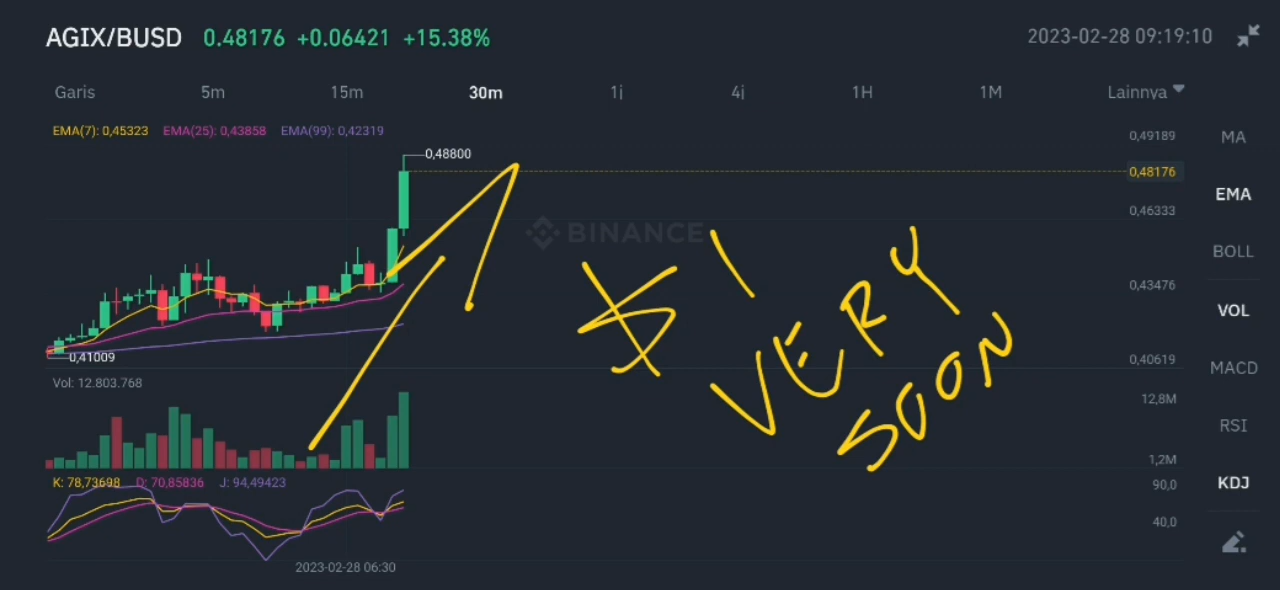 AGIX/BUSD 0.48176 +0.06421 +15.38% 2023-02-28 09:19:10
Garis 5m 15m 30m 1j 4j 1H 1M Lainnya
EMA(7): 0,45323 EMA(25): 0,43858 EMA(99): 0,42319
0,49189
MA
0,48800
0,48176
EMA
0,46333
BINANCE
BOLL
0,43476
VOL
0,41009
0,40619
MACD
$1
VERY
SOON
Vol: 12.803.768
12,8M
RSI
1,2M
K: 78,73698 D: 70,85836 J: 94,49423
90,0
KDJ
40,0
2023-02-28 06:30